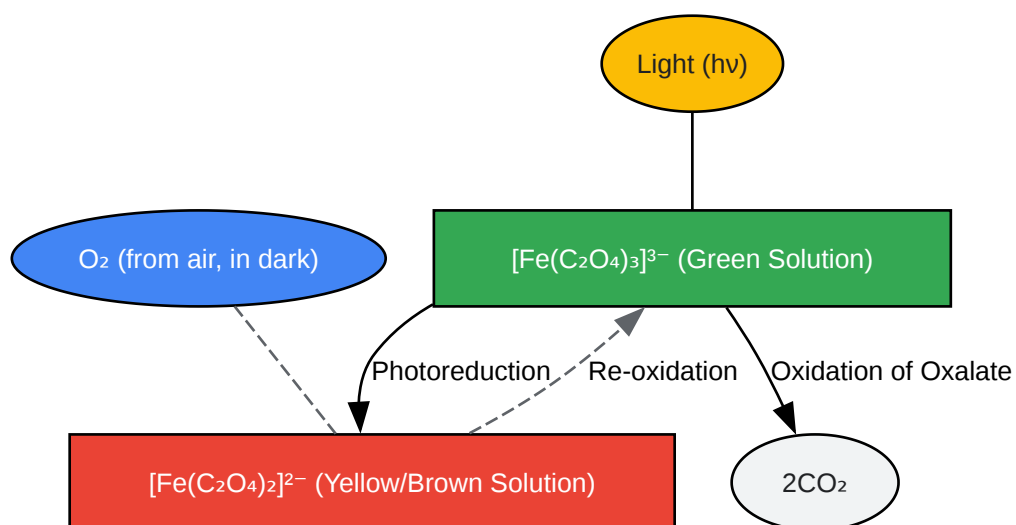 Light (hν)
O₂ (from air, in dark)
[Fe(C₂O₄)₃]³⁻ (Green Solution)
Photoreduction
Re-oxidation
Oxidation of Oxalate
[Fe(C₂O₄)₂]²⁻ (Yellow/Brown Solution)
2CO₂